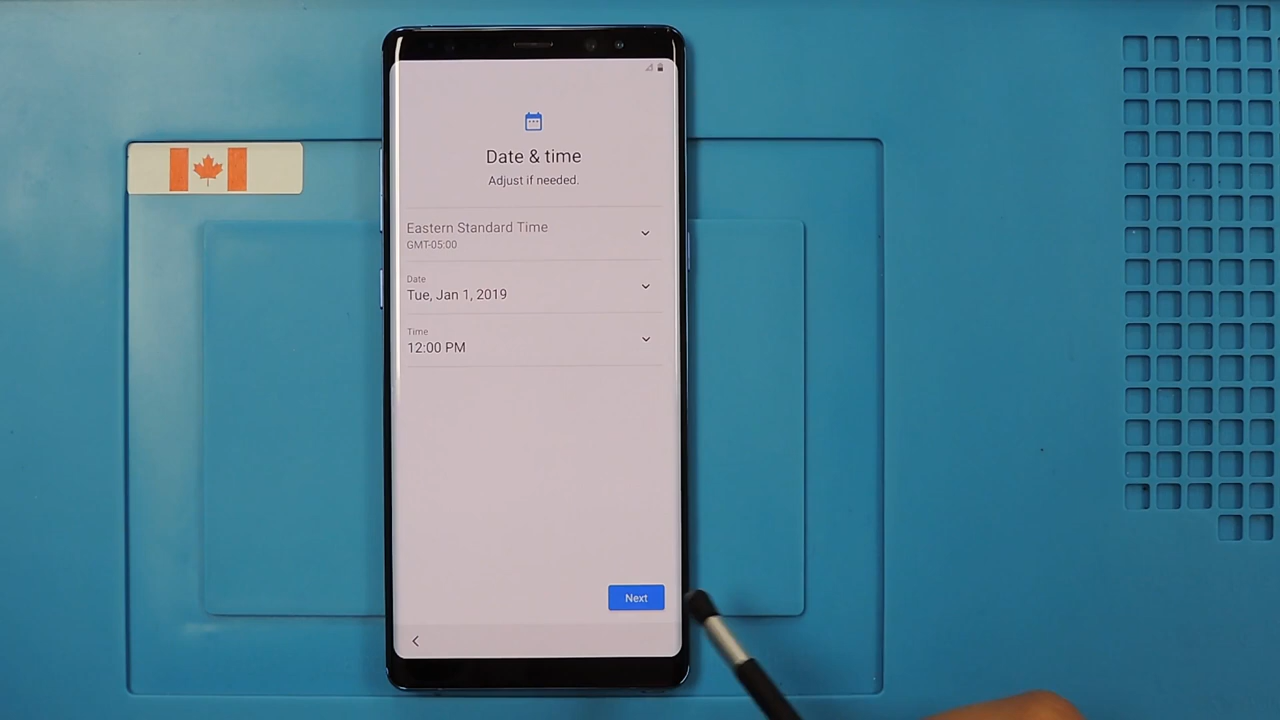 Date & time
Adjust if needed.
Eastern Standard Time
GMT-05:00
Date
Tue, Jan 1, 2019
Time
12:00 PM
Next